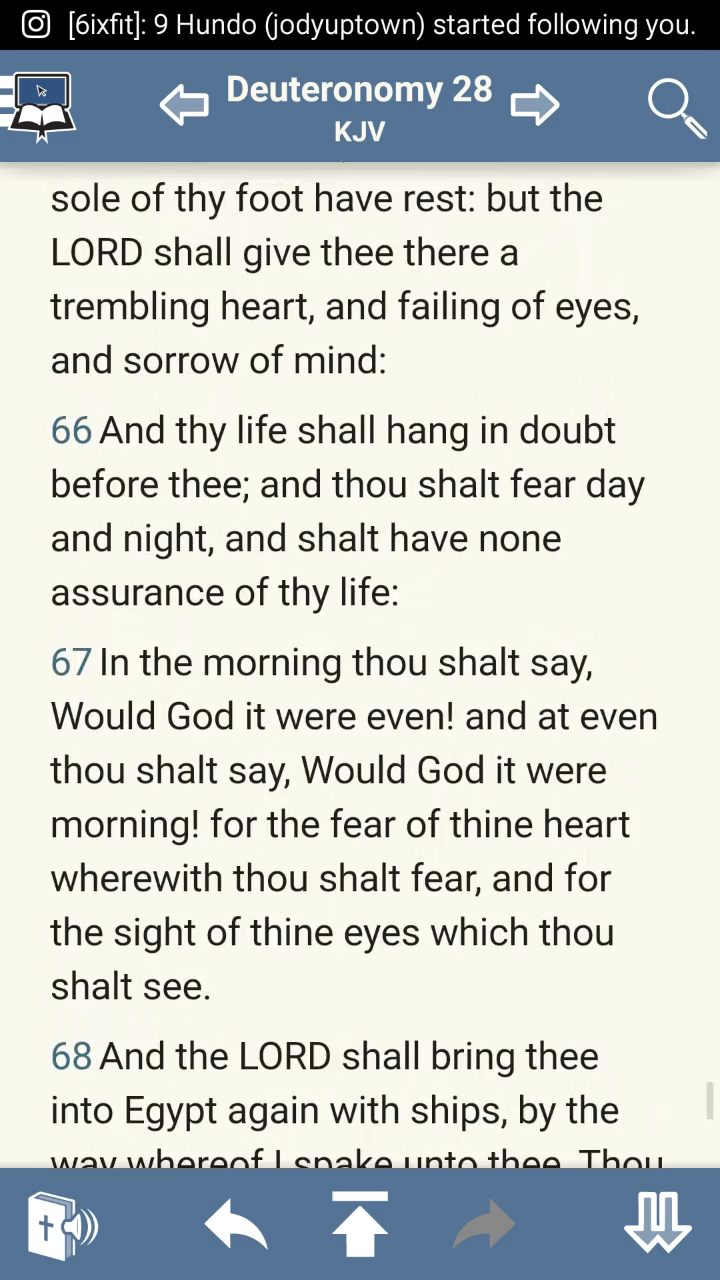 [6ixfit]: 9 Hundo (jodyuptown) started following you.
Deuteronomy 28
KJV
sole of thy foot have rest: but the
LORD shall give thee there a
trembling heart, and failing of eyes,
and sorrow of mind:
66 And thy life shall hang in doubt
before thee; and thou shalt fear day
and night, and shalt have none
assurance of thy life:
67 In the morning thou shalt say,
Would God it were even! and at even
thou shalt say, Would God it were
morning! for the fear of thine heart
wherewith thou shalt fear, and for
the sight of thine eyes which thou
shalt see.
68 And the LORD shall bring thee
into Egypt again with ships, by the
way whereof I spake unto thee, Thou